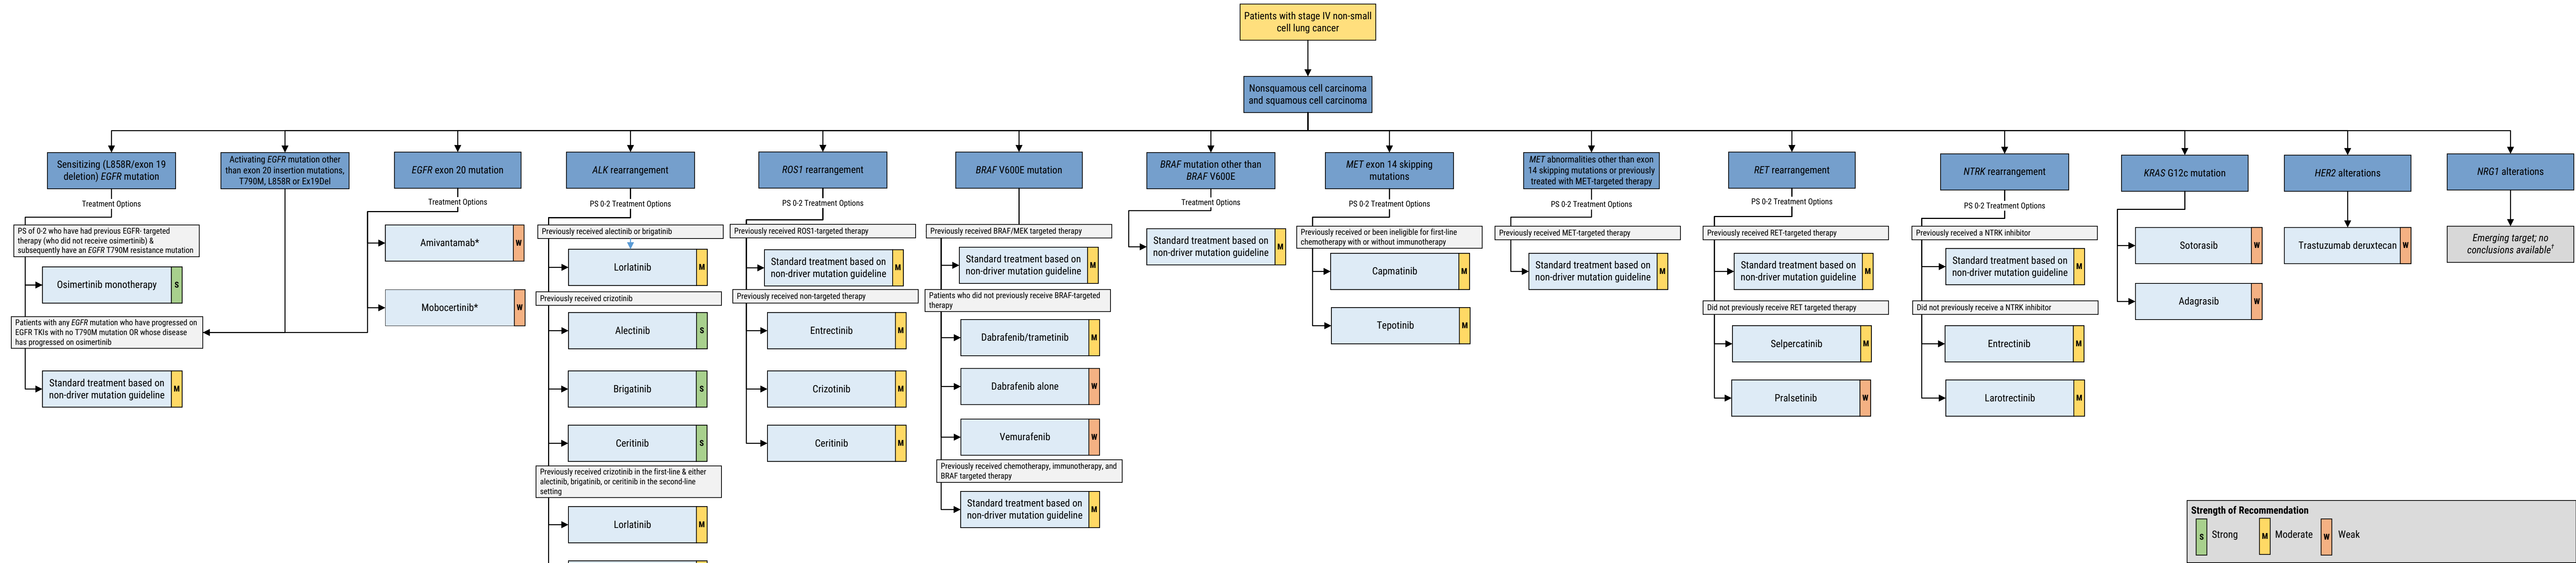 Patients with stage IV non-small
cell lung cancer
Nonsquamous cell carcinoma
and squamous cell carcinoma
Sensitizing (L858R/exon 19
deletion) EGFR mutation
Treatment Options
PS of 0-2 who have had previous EGFR- targeted
therapy (who did not receive osimertinib) &
subsequently have an EGFR T790M resistance mutation
Osimertinib monotherapy
S
Patients with any EGFR mutation who have progressed on
EGFR TKIs with no T790M mutation OR whose disease
has progressed on osimertinib
Standard treatment based on
non-driver mutation guideline
M
Activating EGFR mutation other
than exon 20 insertion mutations,
T790M, L858R or Ex19Del
EGFR exon 20 mutation
Treatment Options
Amivantamab*
W
Mobocertinib*
W
ALK rearrangement
PS 0-2 Treatment Options
Previously received alectinib or brigatinib
Lorlatinib
M
Previously received crizotinib
Alectinib
S
Brigatinib
S
Ceritinib
S
Previously received crizotinib in the first-line & either
alectinib, brigatinib, or ceritinib in the second-line
setting
Lorlatinib
M
ROS1 rearrangement
PS 0-2 Treatment Options
Previously received ROS1-targeted therapy
Standard treatment based on
non-driver mutation guideline
M
Previously received non-targeted therapy
Entrectinib
M
Crizotinib
M
Ceritinib
M
BRAF V600E mutation
Previously received BRAF/MEK targeted therapy
Standard treatment based on
non-driver mutation guideline
M
Patients who did not previously receive BRAF-targeted
therapy
Dabrafenib/trametinib
M
Dabrafenib alone
W
Vemurafenib
W
Previously received chemotherapy, immunotherapy, and
BRAF targeted therapy
Standard treatment based on
non-driver mutation guideline
M
BRAF mutation other than
BRAF V600E
Treatment Options
Standard treatment based on
non-driver mutation guideline
M
MET exon 14 skipping
mutations
PS 0-2 Treatment Options
Previously received or been ineligible for first-line
chemotherapy with or without immunotherapy
Capmatinib
M
Tepotinib
M
MET abnormalities other than exon
14 skipping mutations or previously
treated with MET-targeted therapy
PS 0-2 Treatment Options
Previously received MET-targeted therapy
Standard treatment based on
non-driver mutation guideline
M
RET rearrangement
PS 0-2 Treatment Options
Previously received RET-targeted therapy
Standard treatment based on
non-driver mutation guideline
M
Did not previously receive RET targeted therapy
Selpercatinib
M
Pralsetinib
W
NTRK rearrangement
PS 0-2 Treatment Options
Previously received a NTRK inhibitor
Standard treatment based on
non-driver mutation guideline
M
Did not previously receive a NTRK inhibitor
Entrectinib
M
Larotrectinib
M
KRAS G12c mutation
Sotorasib
W
Adagrasib
W
HER2 alterations
Trastuzumab deruxtecan
W
NRG1 alterations
Emerging target; no
conclusions available†
Strength of Recommendation
S Strong M Moderate W Weak